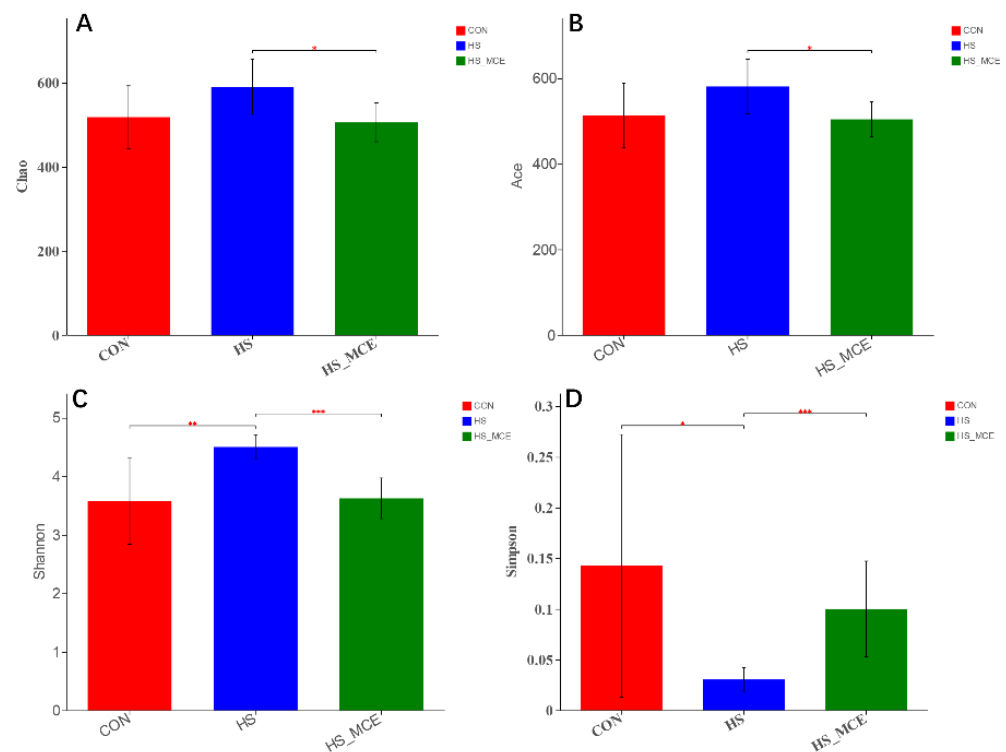 A
CON
HS
HS_MCE
*
600
400
200
0
Chao
CON
HS
HS_MCE
B
CON
HS
HS_MCE
*
600
400
200
0
Ace
CON
HS
HS_MCE
C
CON
HS
HS_MCE
**
***
5
4
3
2
1
0
Shannon
CON
HS
HS_MCE
D
CON
HS
HS_MCE
*
***
0.3
0.25
0.2
0.15
0.1
0.05
0
Simpson
CON
HS
HS_MCE